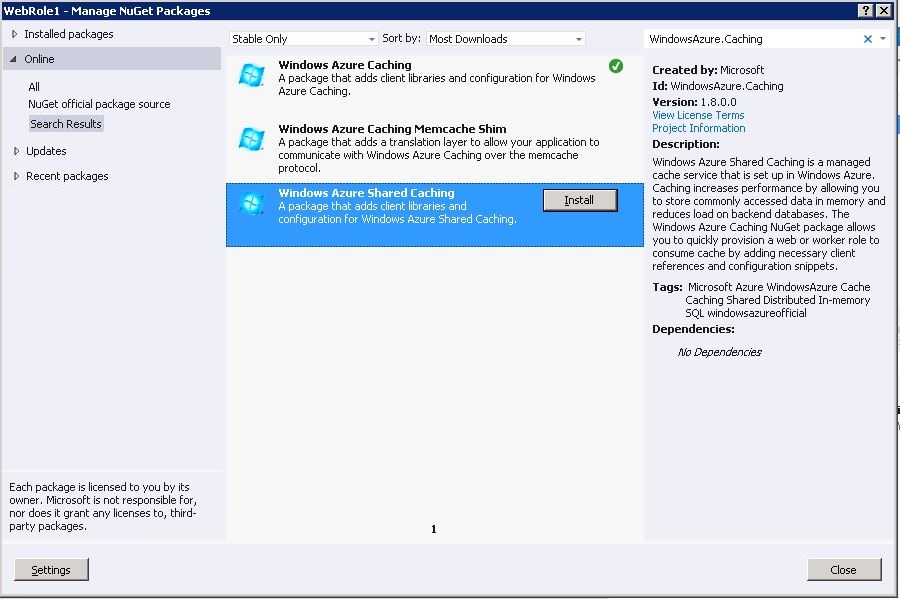 WebRole1 - Manage NuGet Packages
Installed packages
Online
All
NuGet official package source
Search Results
Updates
Recent packages
Each package is licensed to you by its
owner. Microsoft is not responsible for,
nor does it grant any licenses to, third-
party packages.
Settings
Stable Only
Sort by:
Most Downloads
Windows Azure Caching
A package that adds client libraries and configuration for Windows
Azure Caching.
Windows Azure Caching Memcache Shim
A package that adds a translation layer to allow your application to
communicate with Windows Azure Caching over the memcache
protocol.
Windows Azure Shared Caching
A package that adds client libraries and
configuration for Windows Azure Shared Caching.
Install
1
WindowsAzure.Caching
Created by: Microsoft
Id: WindowsAzure.Caching
Version: 1.8.0.0
View License Terms
Project Information
Description:
Windows Azure Shared Caching is a managed
cache service that is set up in Windows Azure.
Caching increases performance by allowing you
to store commonly accessed data in memory and
reduces load on backend databases. The
Windows Azure Caching NuGet package allows
you to quickly provision a web or worker role to
consume cache by adding necessary client
references and configuration snippets.
Tags: Microsoft Azure WindowsAzure Cache
Caching Shared Distributed In-memory
SQL windowsazureofficial
Dependencies:
No Dependencies
Close